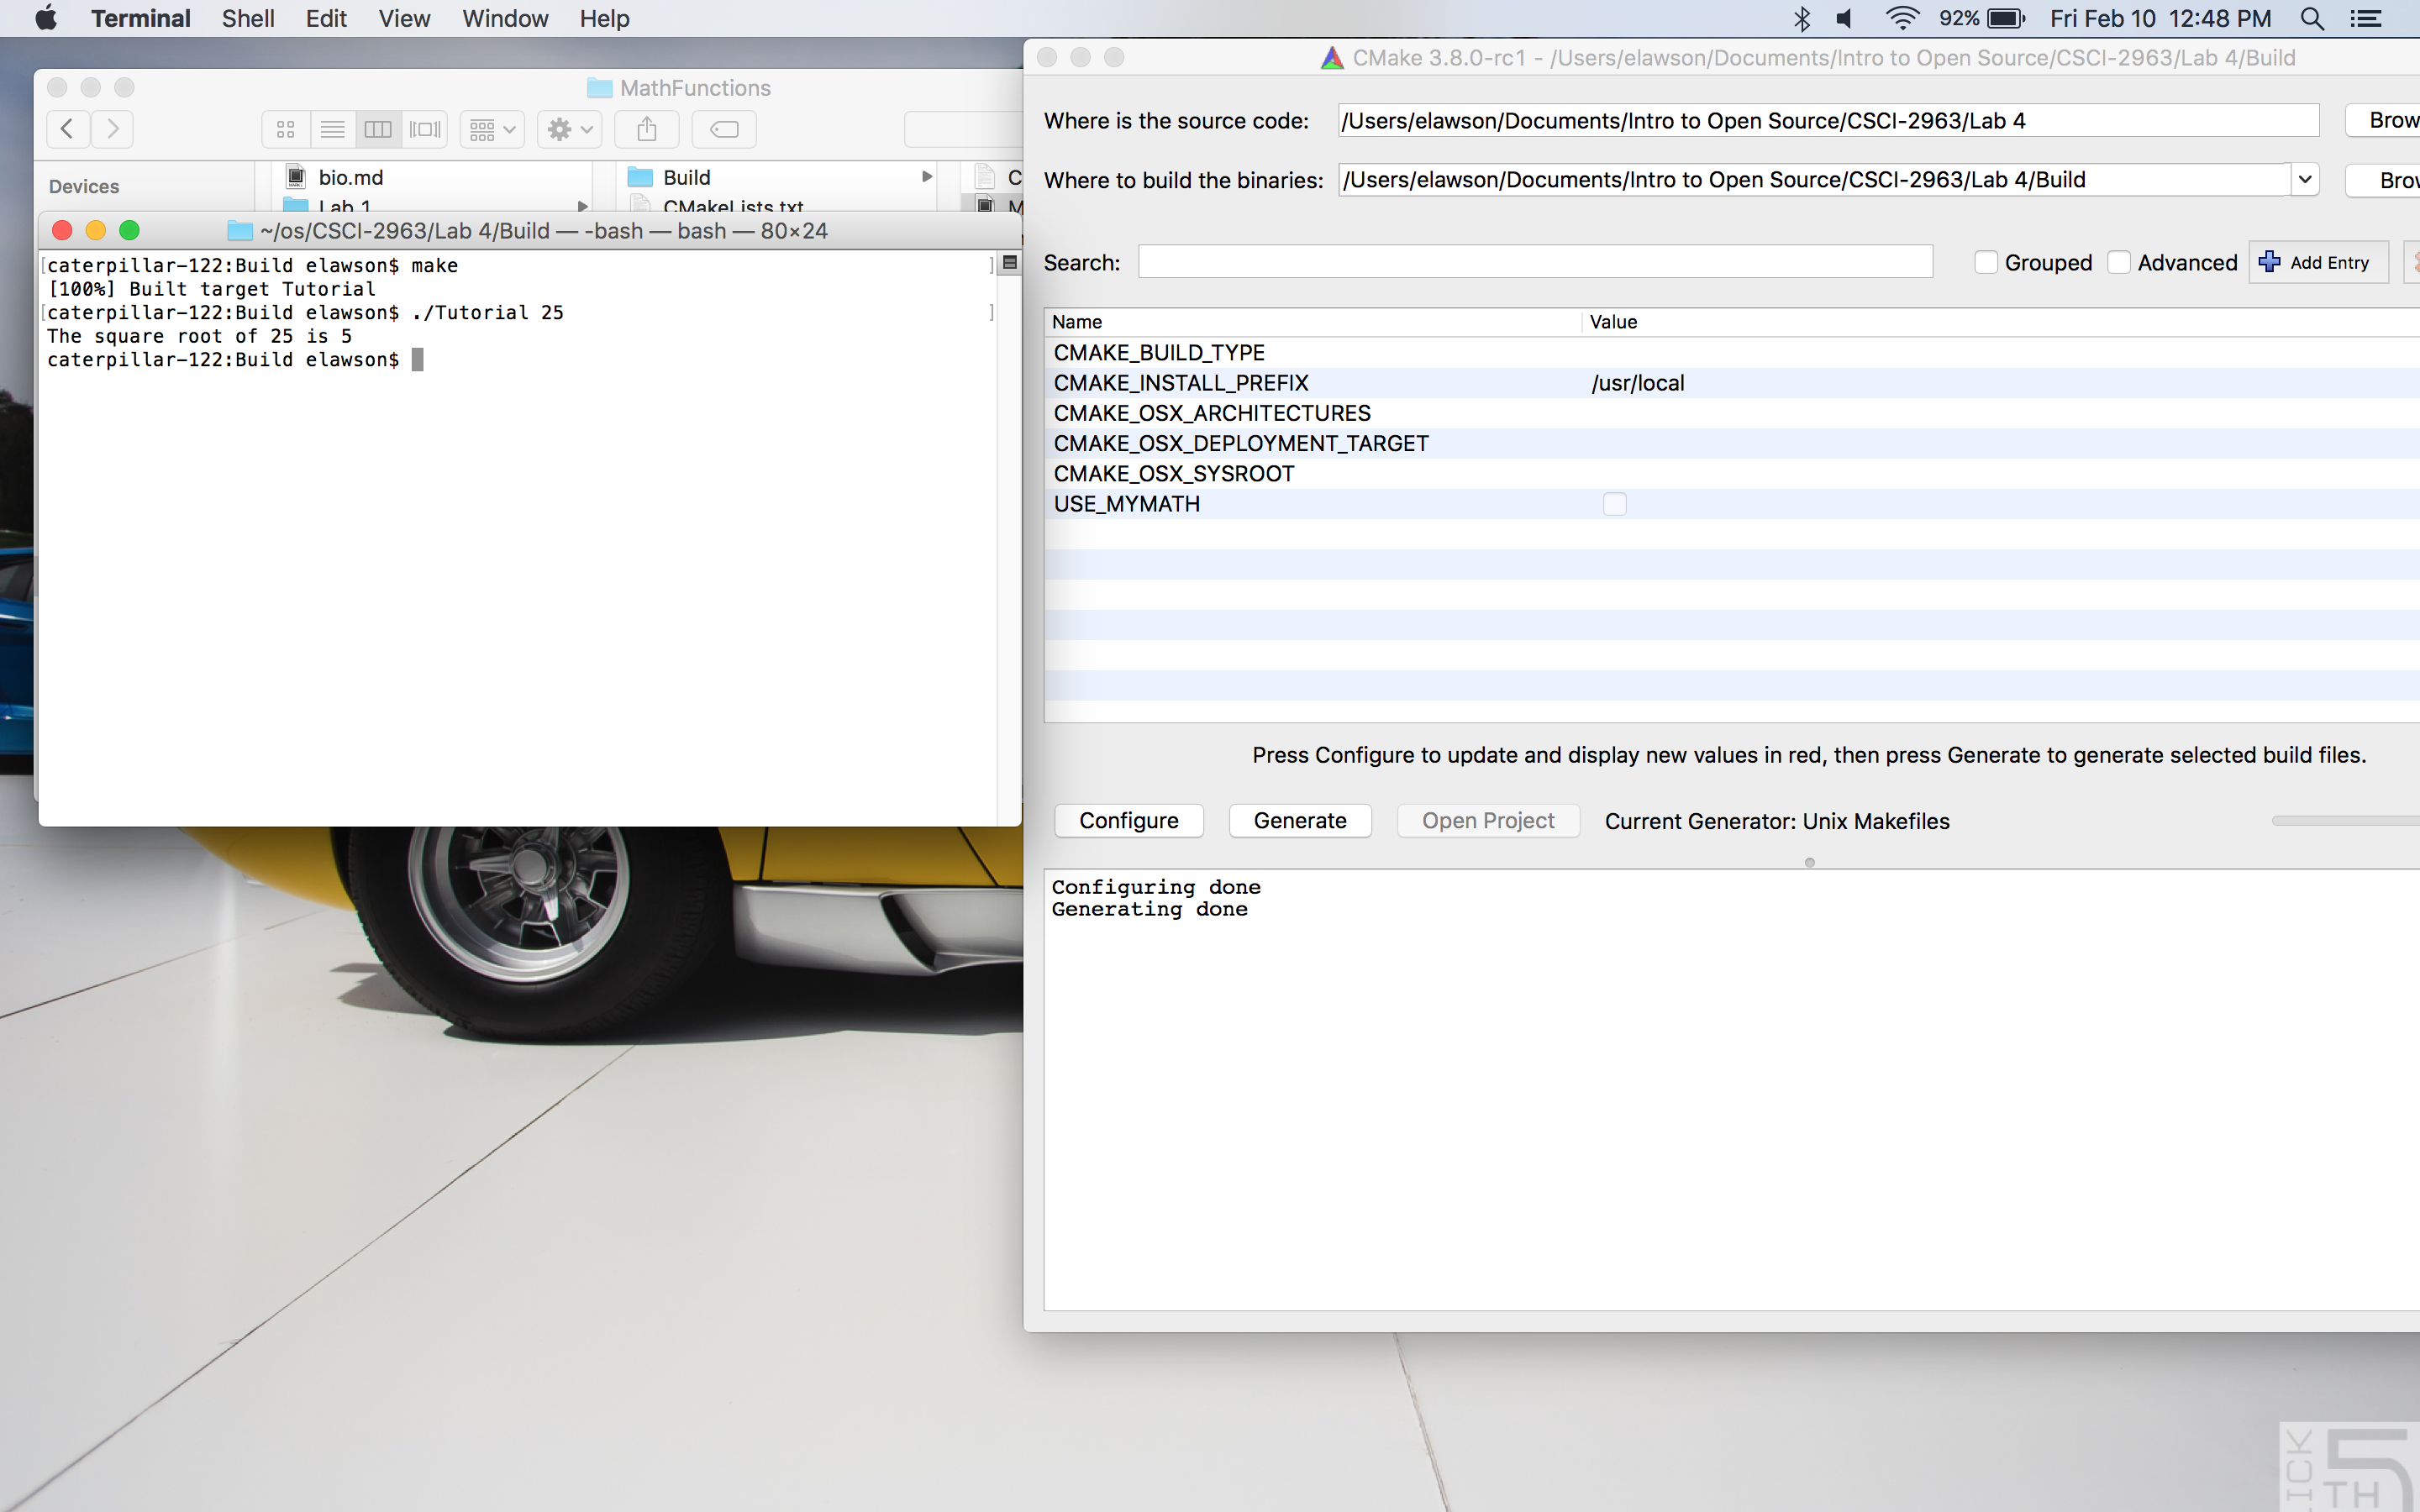 Terminal Shell Edit View Window Help 92% Fri Feb 10 12:48 PM
MathFunctions
Devices
bio.md
Lab 1
Build
CMakeLists.txt
~/os/CSCI-2963/Lab 4/Build — -bash — bash — 80×24
[caterpillar-122:Build elawson$ make ]
[100%] Built target Tutorial
[caterpillar-122:Build elawson$ ./Tutorial 25 ]
The square root of 25 is 5
caterpillar-122:Build elawson$
CMake 3.8.0-rc1 - /Users/elawson/Documents/Intro to Open Source/CSCI-2963/Lab 4/Build
Where is the source code: /Users/elawson/Documents/Intro to Open Source/CSCI-2963/Lab 4 Brow
Where to build the binaries: /Users/elawson/Documents/Intro to Open Source/CSCI-2963/Lab 4/Build Brow
Search: Grouped Advanced Add Entry
Name Value
CMAKE_BUILD_TYPE
CMAKE_INSTALL_PREFIX /usr/local
CMAKE_OSX_ARCHITECTURES
CMAKE_OSX_DEPLOYMENT_TARGET
CMAKE_OSX_SYSROOT
USE_MYMATH
Press Configure to update and display new values in red, then press Generate to generate selected build files.
Configure Generate Open Project Current Generator: Unix Makefiles
Configuring done
Generating done
ICK
5
TH